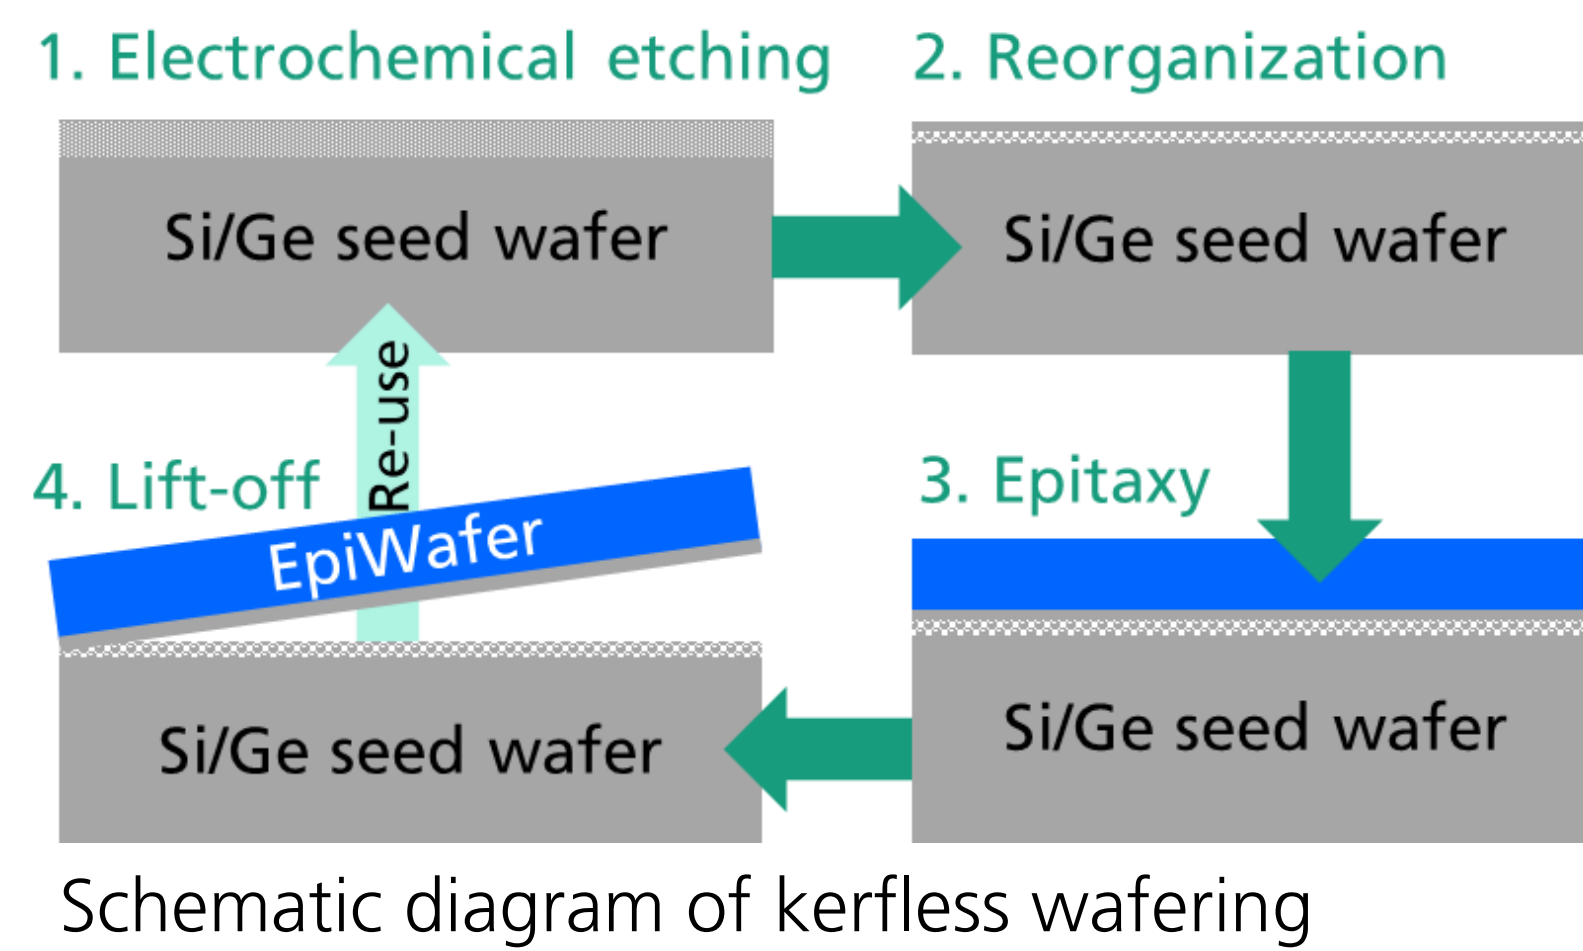 1. Electrochemical etching
2. Reorganization
Si/Ge seed wafer
Si/Ge seed wafer
Re-use
4. Lift-off
3. Epitaxy
EpiWafer
Si/Ge seed wafer
Si/Ge seed wafer
Schematic diagram of kerfless wafering